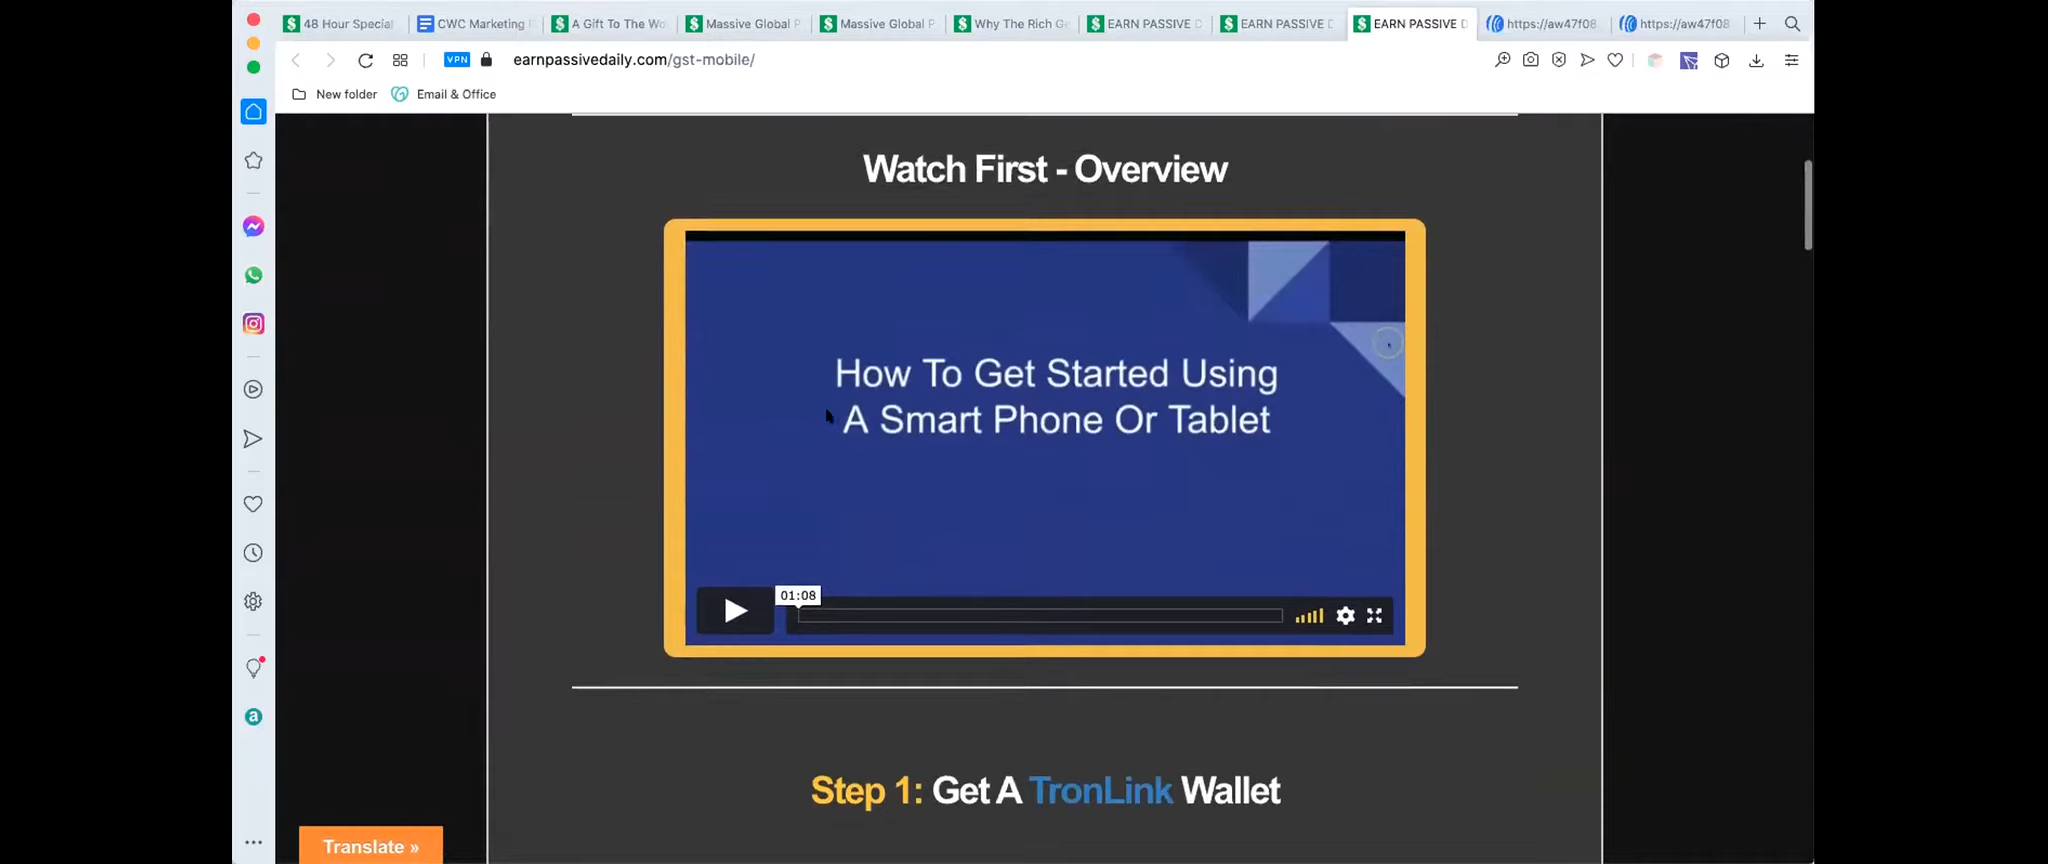 48 Hour Special
CWC Marketing
A Gift To The Wo
Massive Global P
Massive Global P
Why The Rich Ge
EARN PASSIVE D
EARN PASSIVE D
EARN PASSIVE D
https://aw47f08
https://aw47f08
VPN
earnpassivedaily.com/gst-mobile/
New folder
Email & Office
Watch First - Overview
How To Get Started Using
A Smart Phone Or Tablet
01:08
Step 1: Get A TronLink Wallet
Translate »